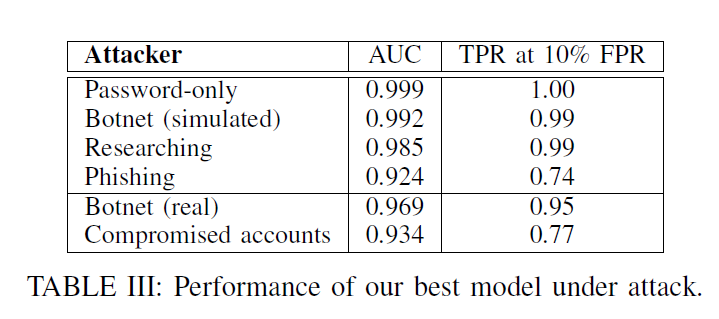 Attacker AUC TPR at 10% FPR
Password-only 0.999 1.00
Botnet (simulated) 0.992 0.99
Researching 0.985 0.99
Phishing 0.924 0.74
Botnet (real) 0.969 0.95
Compromised accounts 0.934 0.77
TABLE III: Performance of our best model under attack.